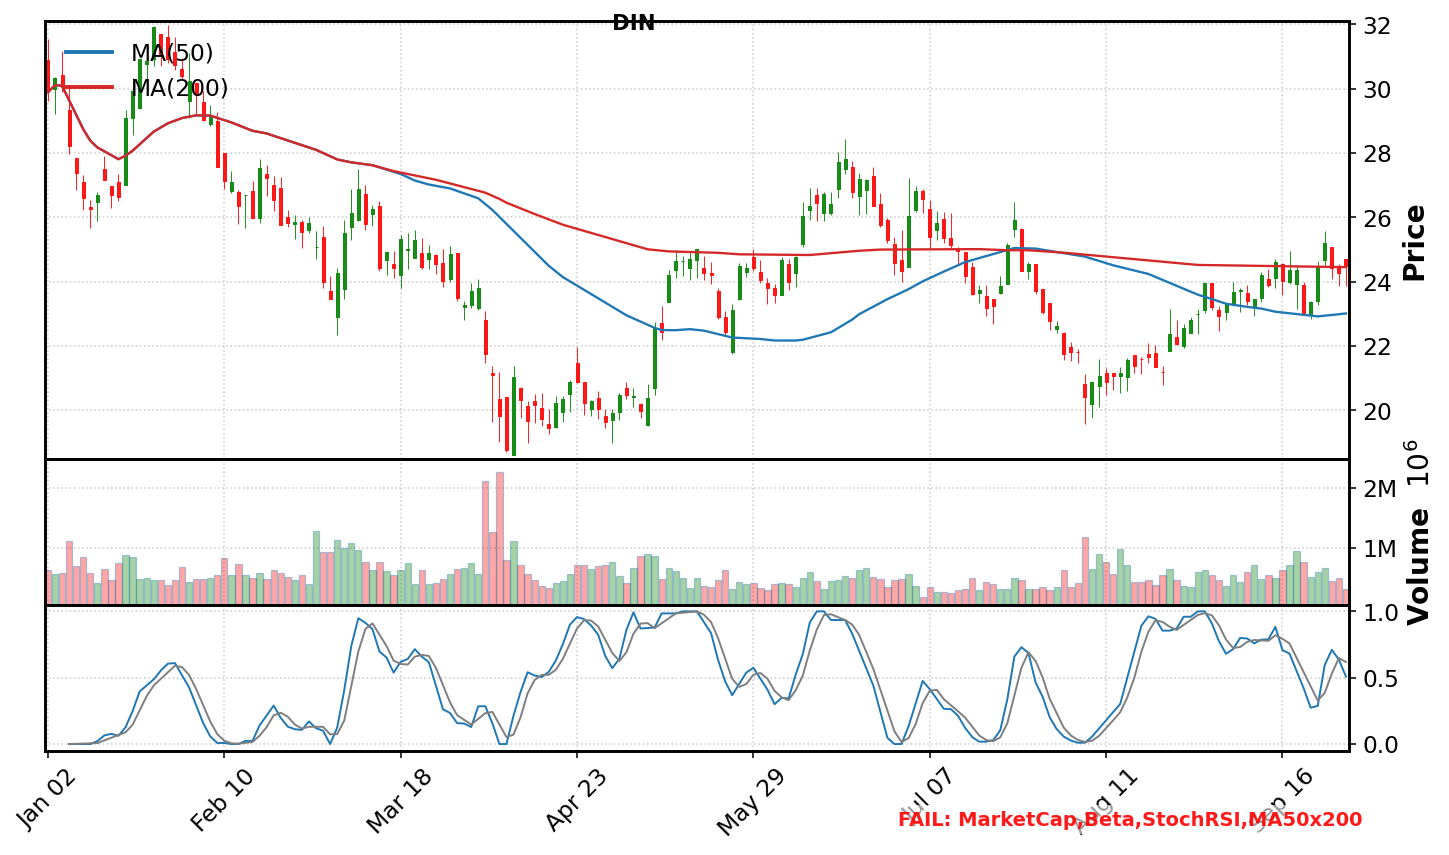 DIN
MA(50)
MA(200)
32
30
28
26
24
22
20
Price
2M
1M
Volume 10^6
1.0
0.5
0.0
Jan 02
Feb 10
Mar 18
Apr 23
May 29
Jul 07
Aug 11
Sep 16
FAIL: MarketCap,Beta,StochRSI,MA50x200